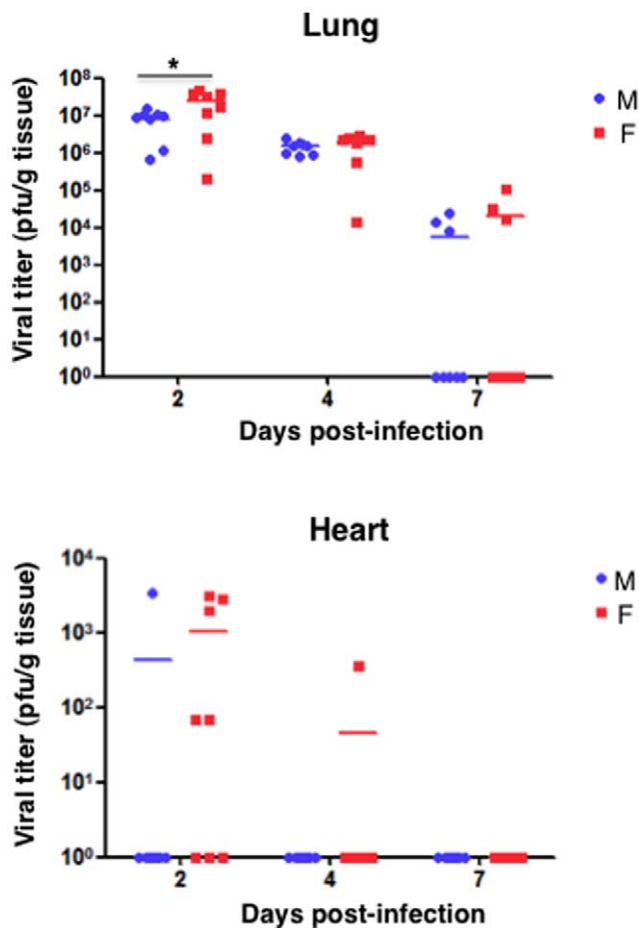 Lung
Viral titer (pfu/g tissue)
10⁸
10⁷
10⁶
10⁵
10⁴
10³
10²
10¹
10⁰
*
M
F
2 4 7
Days post-infection
Heart
Viral titer (pfu/g tissue)
10⁴
10³
10²
10¹
10⁰
M
F
2 4 7
Days post-infection